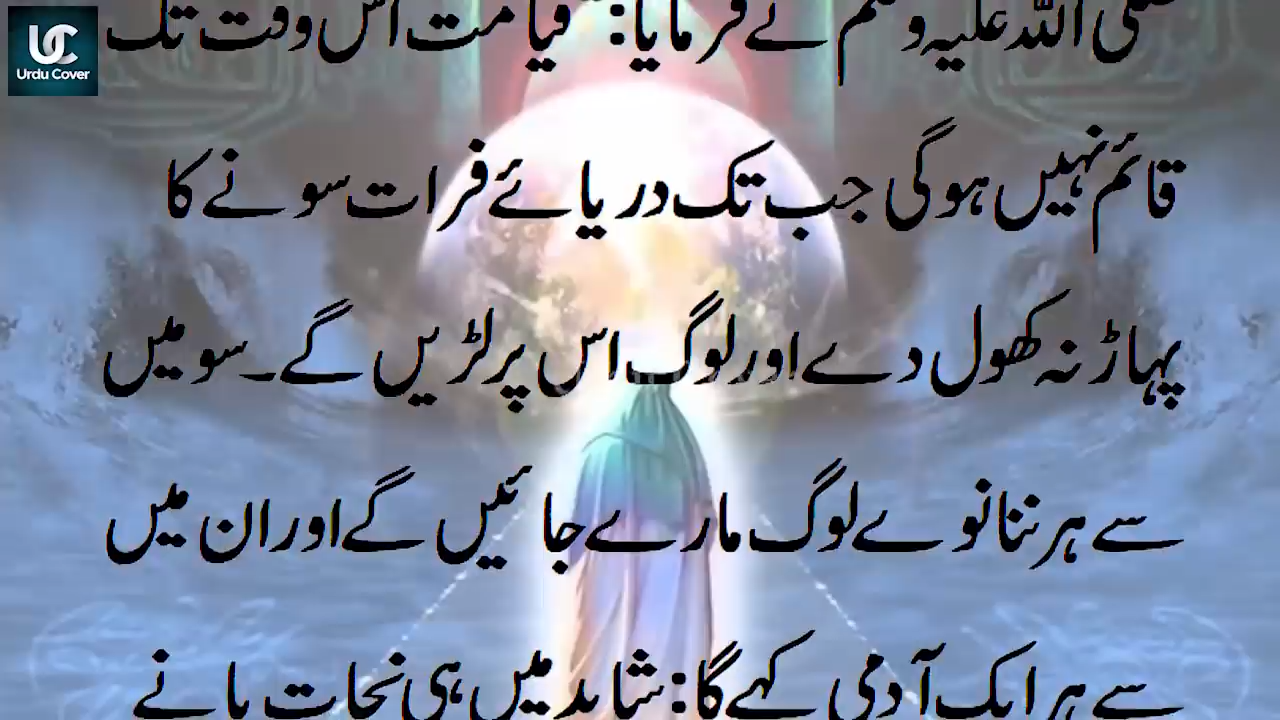 UC
Urdu Cover
صلی اللہ علیہ وسلم نے فرمایا: "قیامت اس وقت تک
قائم نہیں ہوگی جب تک دریائے فرات سونے کا
پہاڑ نہ کھول دے اور لوگ اس پر لڑیں گے۔ سو میں
سے ہر ننانوے لوگ مارے جائیں گے اور ان میں
سے ہر ایک آدمی کہے گا: شاید میں ہی نجات پانے